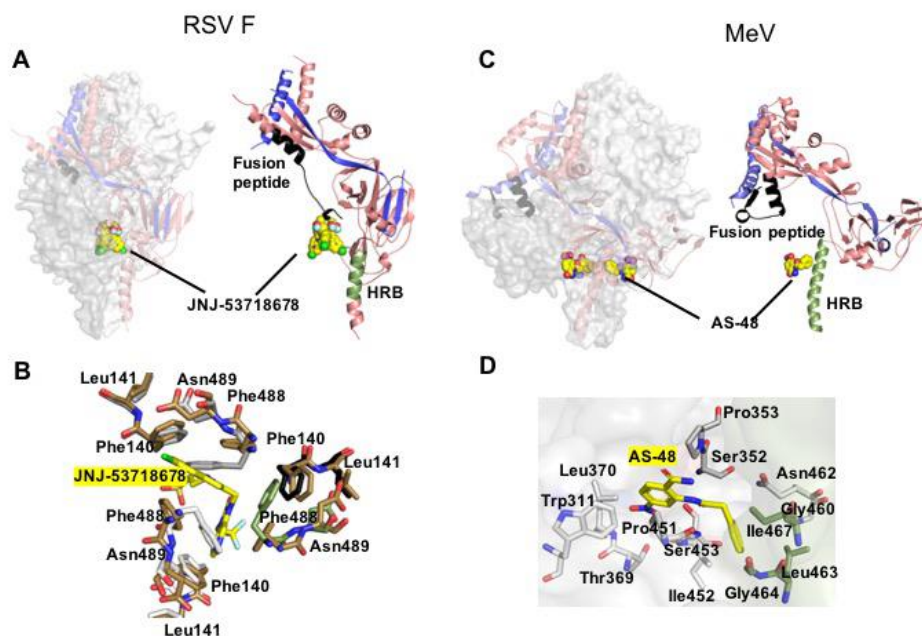 RSV F
MeV
A
Fusion
peptide
JNJ-53718678
HRB
C
Fusion peptide
AS-48
HRB
B
Leu141
Asn489
Phe488
Phe140
Phe140
Leu141
JNJ-53718678
Phe488
Phe488
Asn489
Asn489
Phe140
Leu141
D
Pro353
AS-48
Ser352
Leu370
Asn462
Trp311
Gly460
Pro451
Ile467
Ser453
Thr369
Leu463
Ile452
Gly464